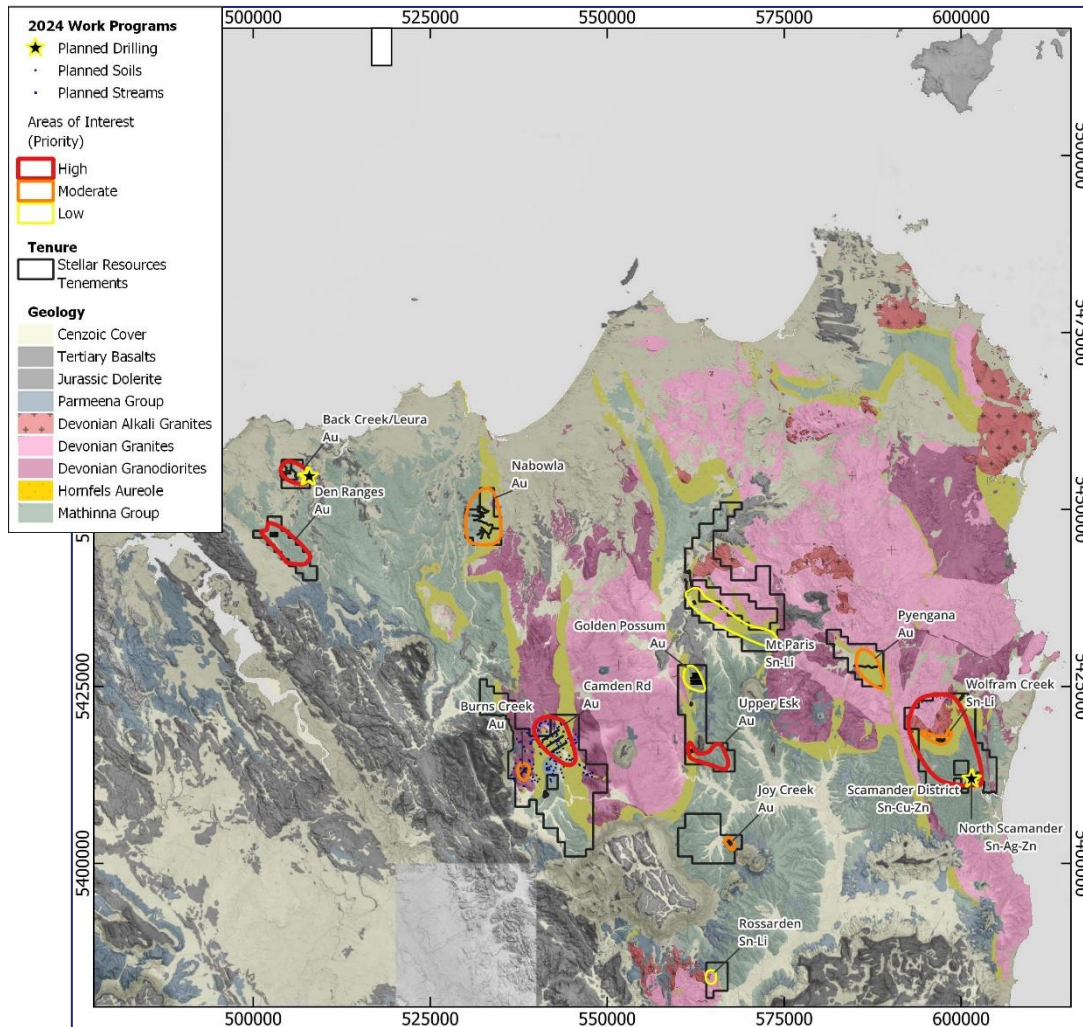 2024 Work Programs
Planned Drilling
Planned Soils
Planned Streams
Areas of Interest
(Priority)
High
Moderate
Low
Tenure
Stellar Resources
Tenements
Geology
Cenzoic Cover
Tertiary Basalts
Jurassic Dolerite
Parmeena Group
Devonian Alkali Granites
Devonian Granites
Devonian Granodiorites
Hornfels Aureole
Mathinna Group
500000
525000
550000
575000
600000
Back Creek/Leura
Au
Den Ranges
Au
Nabowla
Au
Golden Possum
Au
Mt Paris
Sn-Li
Pyengana
Au
Burns Creek
Au
Camden Rd
Au
Upper Esk
Au
Wolfram Creek
Sn-Li
Joy Creek
Au
Scamander District
Sn-Cu-Zn
North Scamander
Sn-Ag-Zn
Rossarden
Sn-Li
5425000
5400000
5500000
5475000
5450000
5425000
5400000
500000
525000
550000
575000
600000